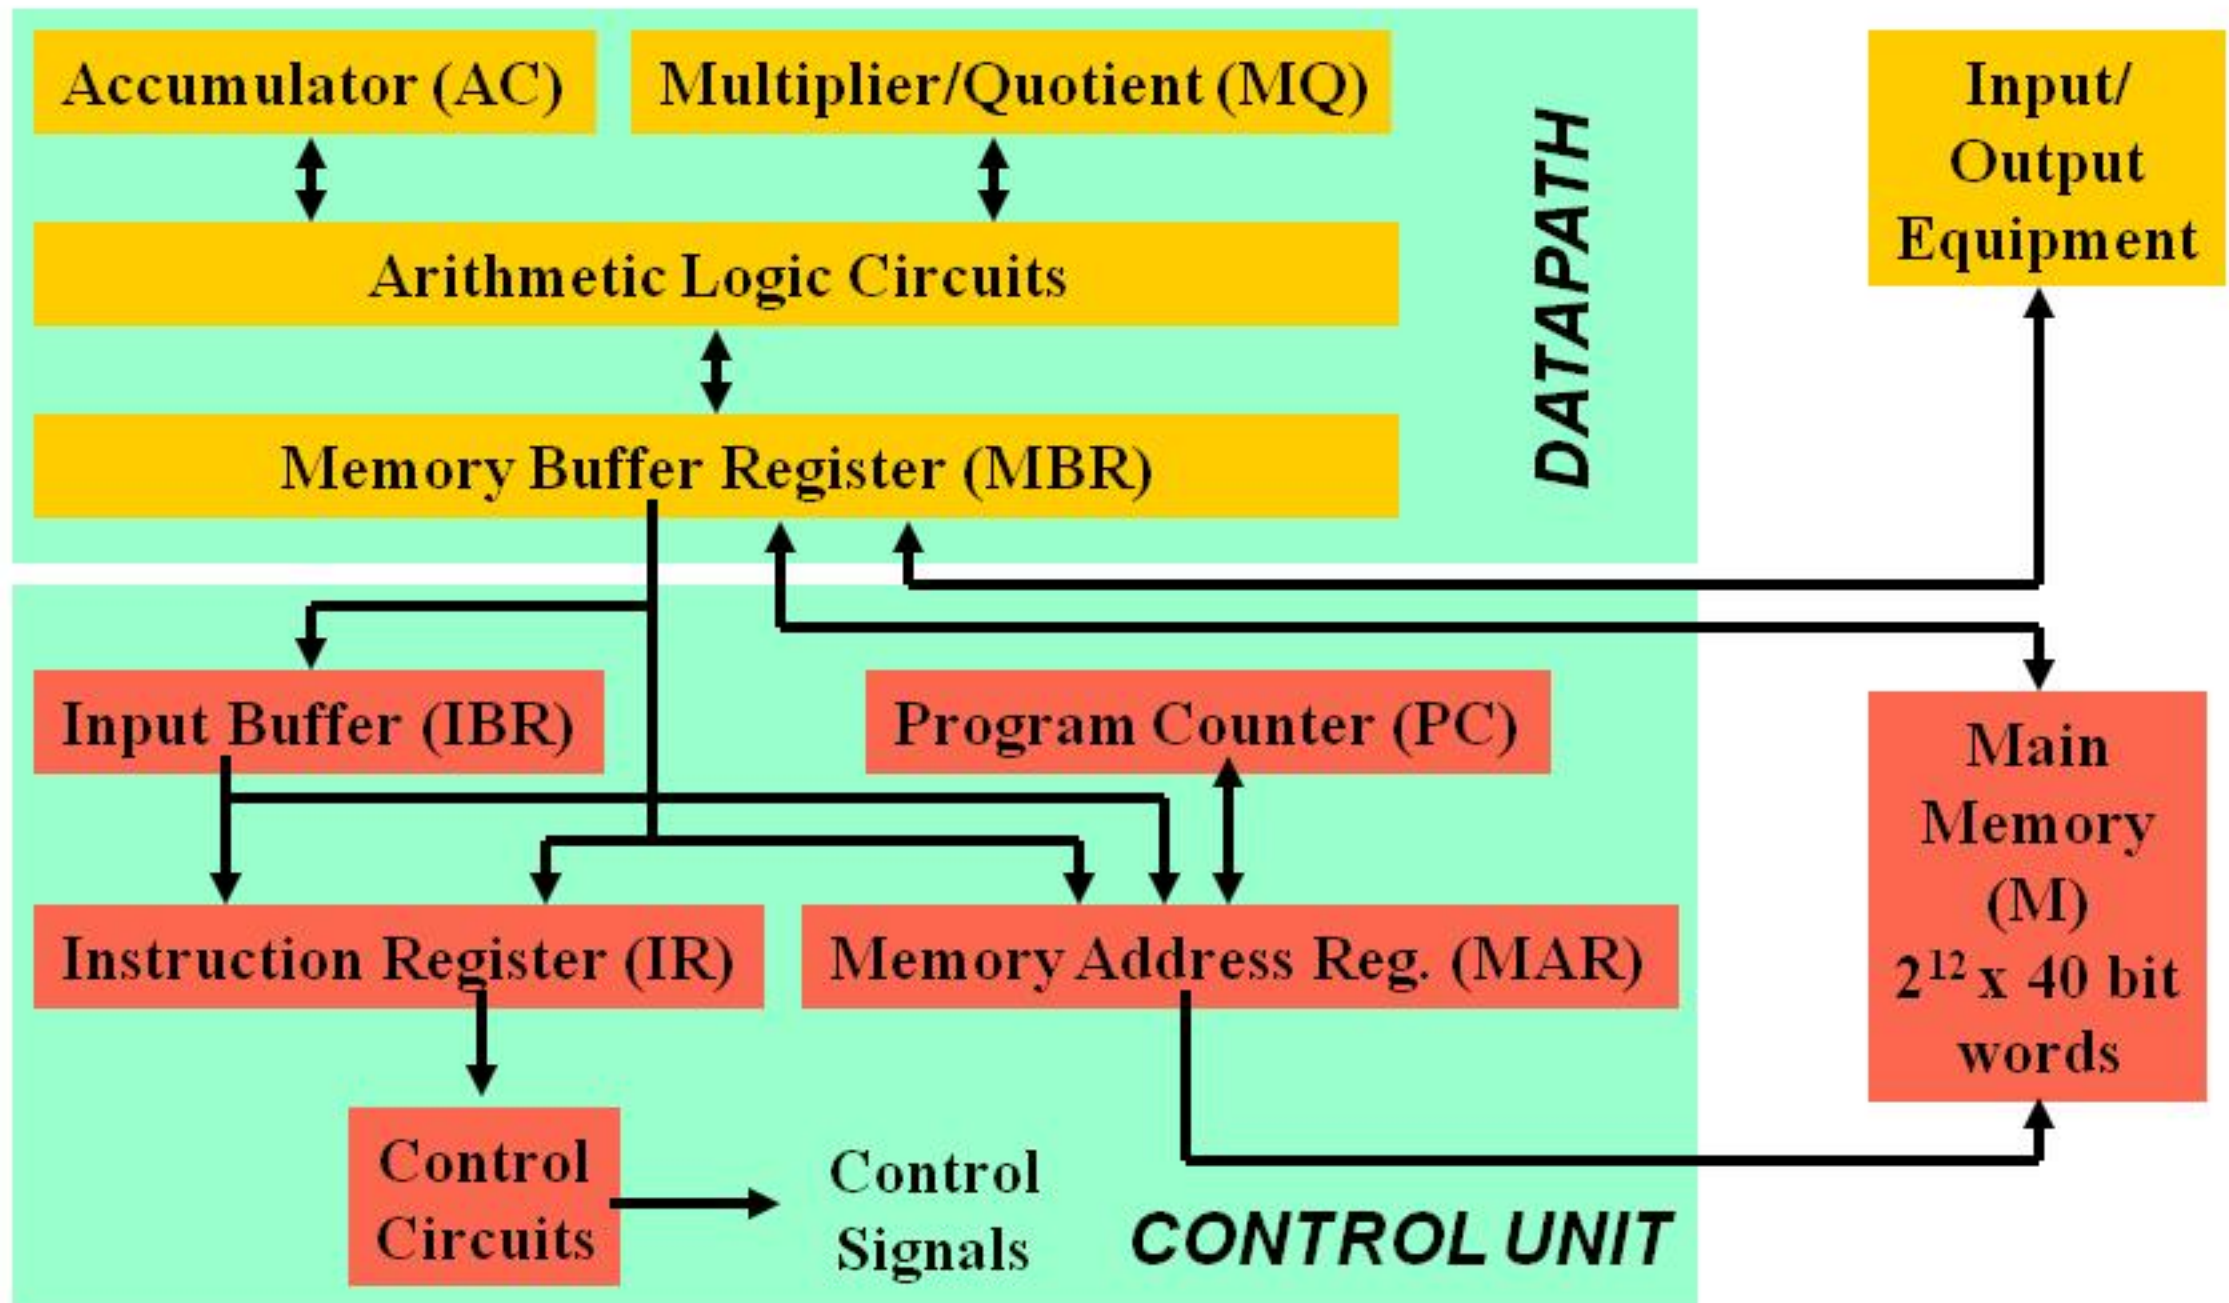 Accumulator (AC)
Multiplier/Quotient (MQ)
Arithmetic Logic Circuits
Memory Buffer Register (MBR)
DATAPATH
Input/
Output
Equipment
Input Buffer (IBR)
Program Counter (PC)
Instruction Register (IR)
Memory Address Reg. (MAR)
Main
Memory
(M)
2¹² x 40 bit
words
Control
Circuits
Control
Signals
CONTROL UNIT